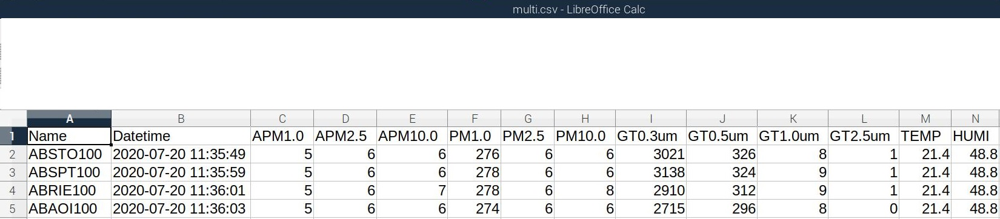 multi.csv - LibreOffice Calc
A B C D E F G H I J K L M N
1 Name Datetime APM1.0 APM2.5 APM10.0 PM1.0 PM2.5 PM10.0 GT0.3um GT0.5um GT1.0um GT2.5um TEMP HUMI
2 ABSTO100 2020-07-20 11:35:49 5 6 6 276 6 6 3021 326 8 1 21.4 48.8
3 ABSPT100 2020-07-20 11:35:59 5 6 6 278 6 6 3138 324 9 1 21.4 48.8
4 ABRIE100 2020-07-20 11:36:01 5 6 7 278 6 8 2910 312 9 1 21.4 48.8
5 ABAOI100 2020-07-20 11:36:03 5 6 6 274 6 6 2715 296 8 0 21.4 48.8